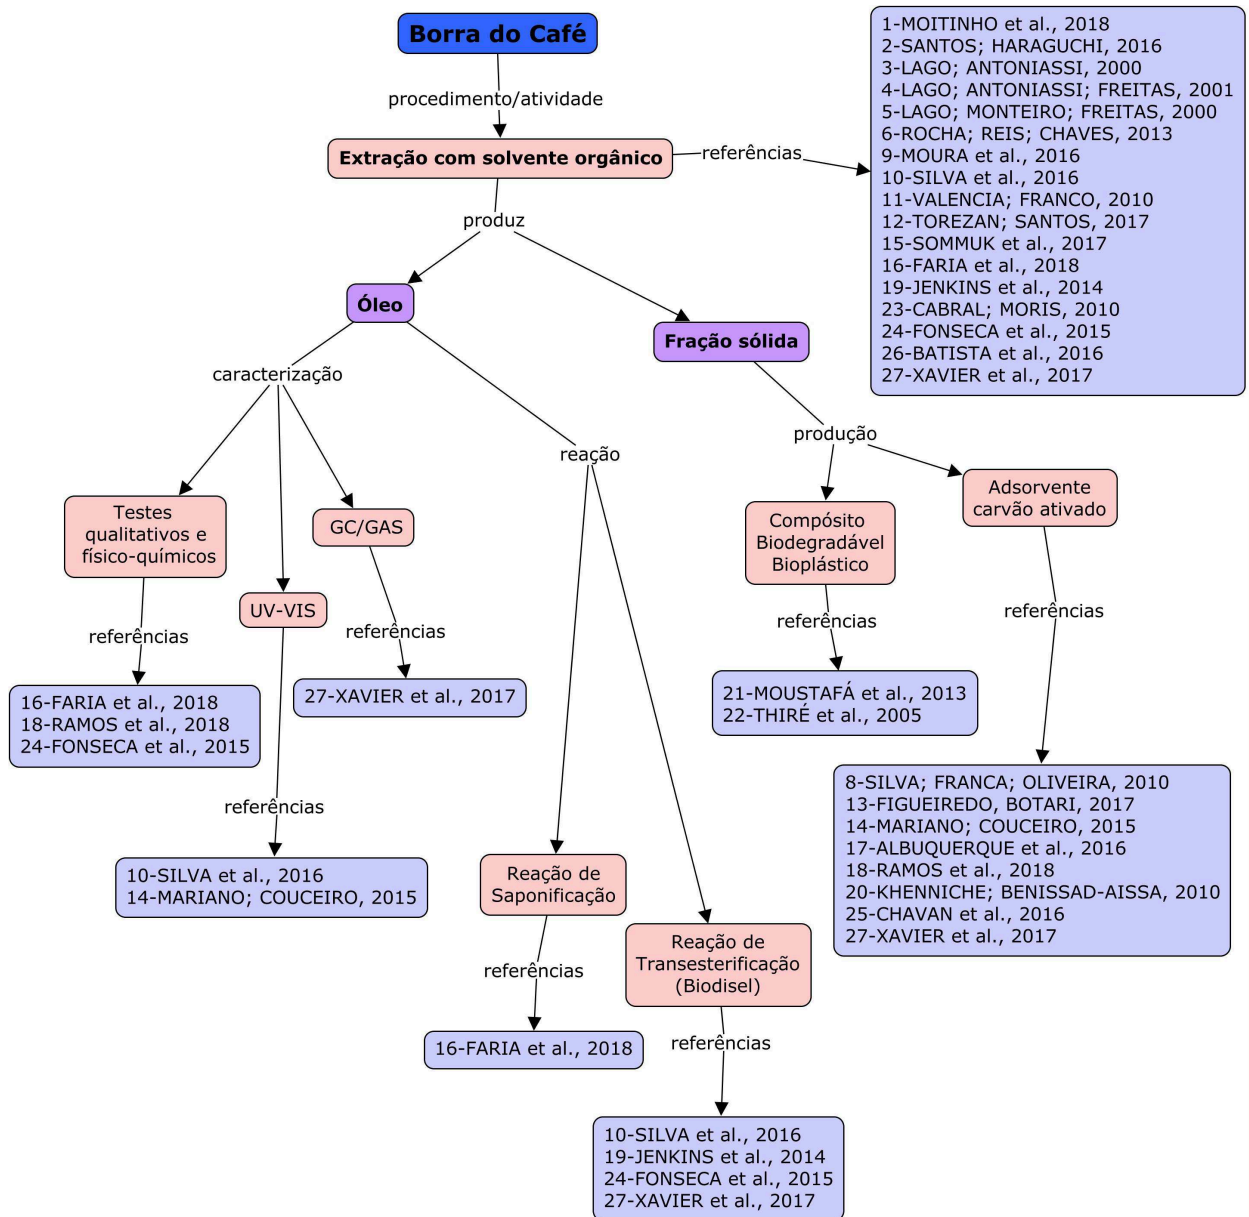 Borra do Café
procedimento/atividade
Extração com solvente orgânico
referências
1-MOITINHO et al., 2018
2-SANTOS; HARAGUCHI, 2016
3-LAGO; ANTONIASSI, 2000
4-LAGO; ANTONIASSI; FREITAS, 2001
5-LAGO; MONTEIRO; FREITAS, 2000
6-ROCHA; REIS; CHAVES, 2013
9-MOURA et al., 2016
10-SILVA et al., 2016
11-VALENCIA; FRANCO, 2010
12-TOREZAN; SANTOS, 2017
15-SOMMUK et al., 2017
16-FARIA et al., 2018
19-JENKINS et al., 2014
23-CABRAL; MORIS, 2010
24-FONSECA et al., 2015
26-BATISTA et al., 2016
27-XAVIER et al., 2017
produz
Óleo
Fração sólida
caracterização
reação
produção
Testes
qualitativos e
físico-químicos
UV-VIS
GC/GAS
referências
16-FARIA et al., 2018
18-RAMOS et al., 2018
24-FONSECA et al., 2015
referências
27-XAVIER et al., 2017
referências
10-SILVA et al., 2016
14-MARIANO; COUCEIRO, 2015
Compósito
Biodegradável
Bioplástico
referências
21-MOUSTAFÁ et al., 2013
22-THIRÉ et al., 2005
Adsorvente
carvão ativado
referências
8-SILVA; FRANCA; OLIVEIRA, 2010
13-FIGUEIREDO, BOTARI, 2017
14-MARIANO; COUCEIRO, 2015
17-ALBUQUERQUE et al., 2016
18-RAMOS et al., 2018
20-KHENNICHE; BENISSAD-AISSA, 2010
25-CHAVAN et al., 2016
27-XAVIER et al., 2017
Reação de
Saponificação
referências
16-FARIA et al., 2018
Reação de
Transesterificação
(Biodisel)
referências
10-SILVA et al., 2016
19-JENKINS et al., 2014
24-FONSECA et al., 2015
27-XAVIER et al., 2017